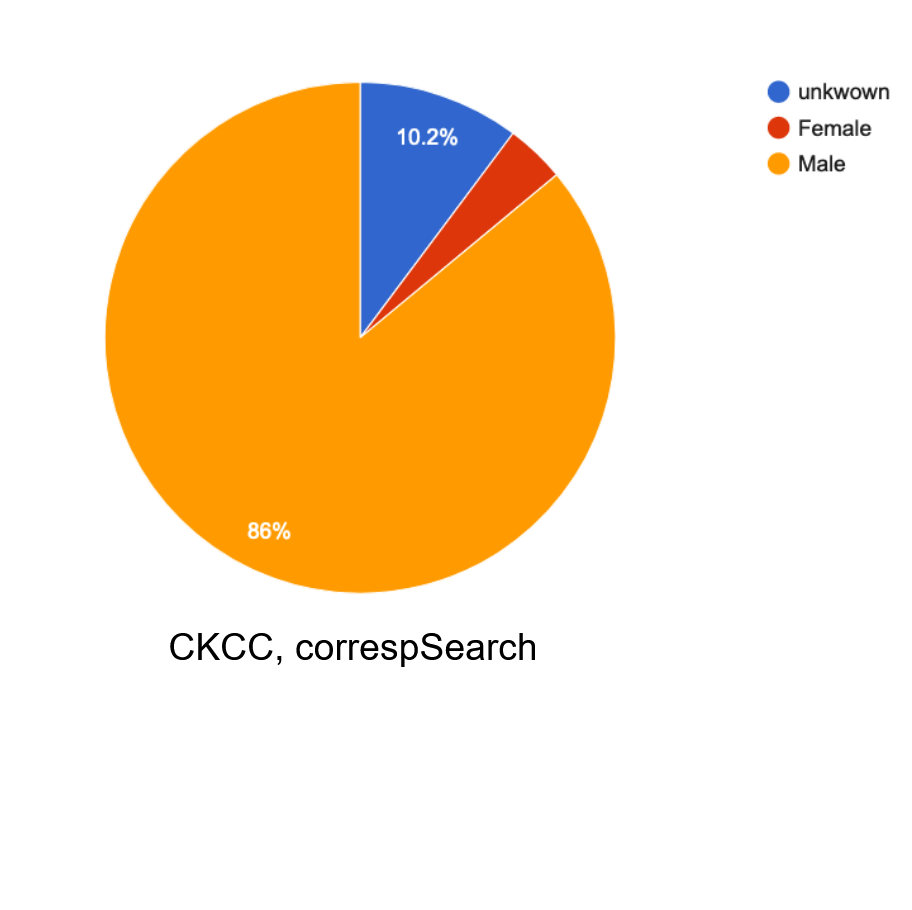 unkwown
Female
Male
10.2%
86%
CKCC, correspSearch